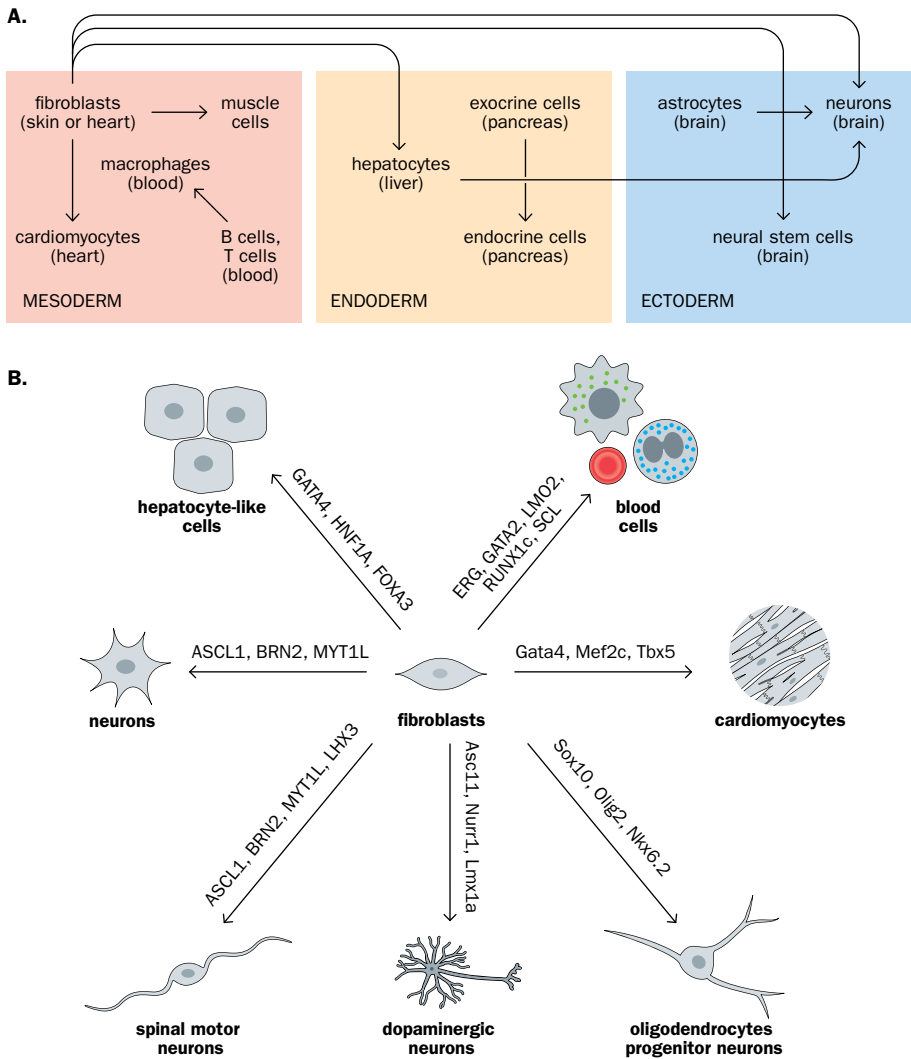 A.
fibroblasts
(skin or heart)
muscle
cells
macrophages
(blood)
cardiomyocytes
(heart)
B cells,
T cells
(blood)
MESODERM
exocrine cells
(pancreas)
hepatocytes
(liver)
endocrine cells
(pancreas)
ENDODERM
astrocytes
(brain)
neurons
(brain)
neural stem cells
(brain)
ECTODERM
B.
hepatocyte-like
cells
GATA4, HNF1A, FOXA3
ERG, GATA2, LMO2,
RUNX1c, SCL
blood
cells
neurons
ASCL1, BRN2, MYT1L
fibroblasts
Gata4, Mef2c, Tbx5
cardiomyocytes
ASCL1, BRN2, MYT1L, LHX3
Asc11, Nurr1, Lmx1a
Sox10, Olig2, Nkx6.2
spinal motor
neurons
dopaminergic
neurons
oligodendrocytes
progenitor neurons